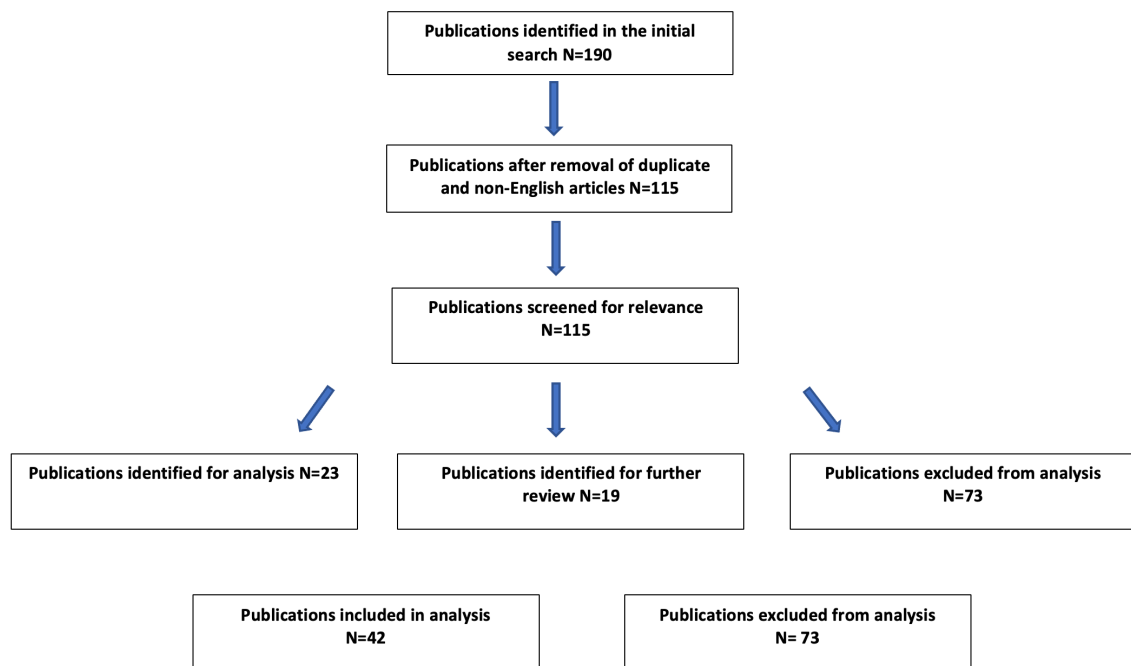 Publications identified in the initial
search N=190
Publications after removal of duplicate
and non-English articles N=115
Publications screened for relevance
N=115
Publications identified for analysis N=23
Publications identified for further
review N=19
Publications excluded from analysis
N=73
Publications included in analysis
N=42
Publications excluded from analysis
N= 73